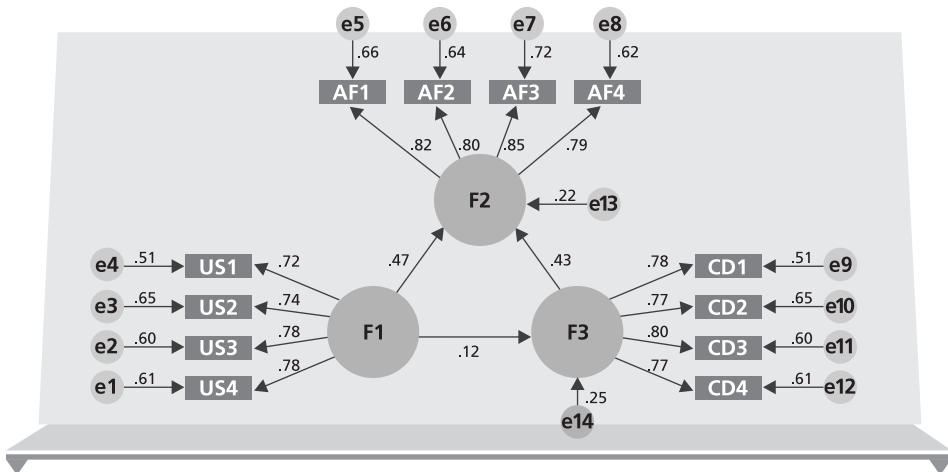 e5 e6 e7 e8
.66 .64 .72 .62
AF1 AF2 AF3 AF4
.82 .80 .85 .79
F2
.22 e13
.47 .43
e4 .51 US1 .72
e3 .65 US2 .74
e2 .60 US3 .78
e1 .61 US4 .78
F1
.12
F3
.78 CD1 .51 e9
.77 CD2 .65 e10
.80 CD3 .60 e11
.77 CD4 .61 e12
.25
e14